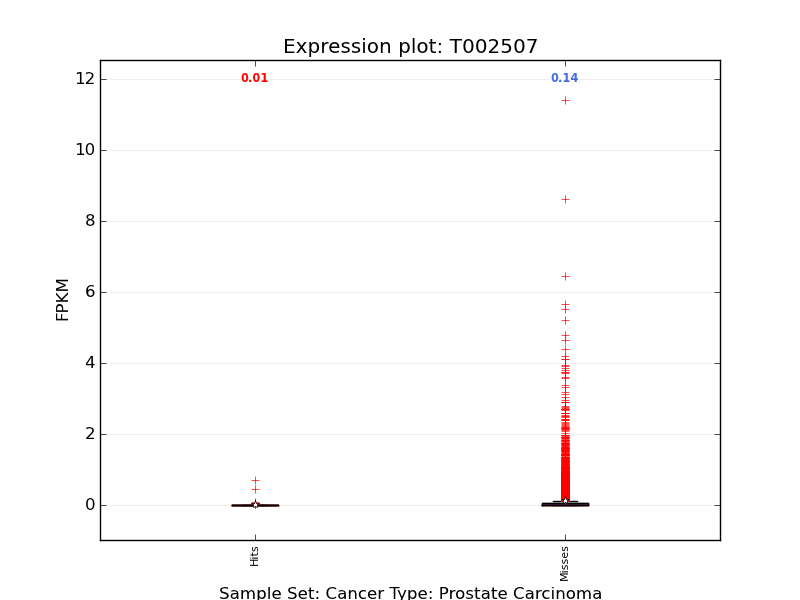 Expression plot: T002507
0.01
0.14
12
10
8
6
4
2
0
FPKM
Hits
Misses
Sample Set: Cancer Type: Prostate Carcinoma